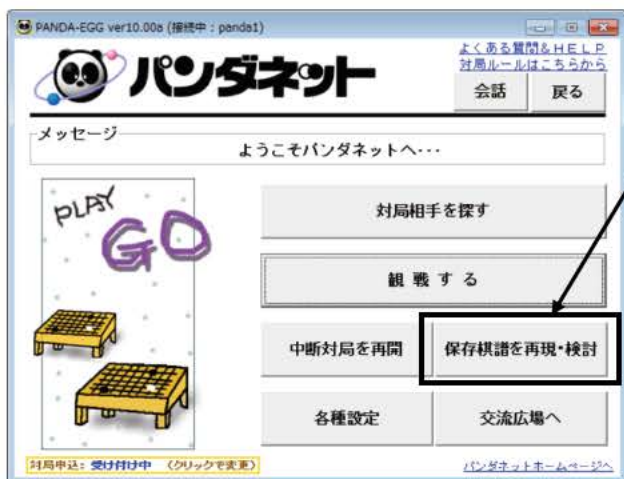 PANDA-EGG ver10.00a (接続中：panda1)
パンダネット
よくある質問&ＨＥＬＰ
対局ルールはこちらから
会話
戻る
メッセージ
ようこそパンダネットへ･･･
PLAY
GO
対局相手を探す
観 戦 す る
中断対局を再開
保存棋譜を再現･検討
各種設定
交流広場へ
対局申込：受け付け中 （クリックで変更）
パンダネットホームページへ